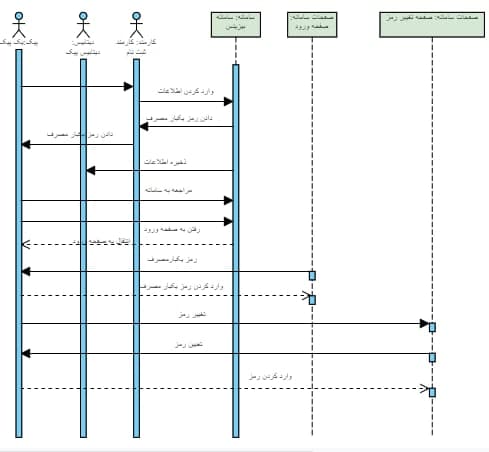 پیک:یک پیک
دیتابیس:
دیتابیس پیک
کارمند: کارمند
ثبت نام
سامانه: سامانه
بیزینس
صفحات سامانه:
صفحه ورود
صفحات سامانه: صفحه تغییر رمز
وارد کردن اطلاعات
دادن رمز یکبار مصرف
دادن رمز یکبار مصرف
ذخیره اطلاعات
مراجعه به سامانه
رفتن به صفحه ورود
انتقال به صفحه ورود
رمز یکبارمصرف
وارد کردن رمز یکبار مصرف
تغییر رمز
تعیین رمز
وارد کردن رمز